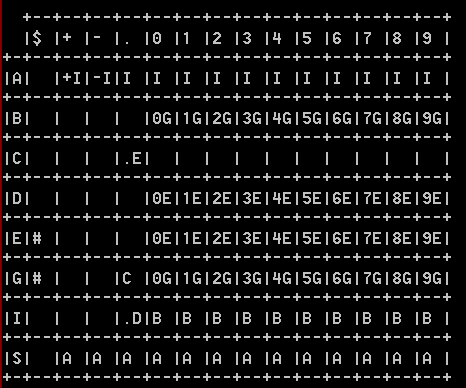 +--+--+--+--+--+--+--+--+--+--+--+--+--+--+
  |$ |+ |- |. |0 |1 |2 |3 |4 |5 |6 |7 |8 |9 |
+-+--+--+--+--+--+--+--+--+--+--+--+--+--+--+
|A|  |+I|-I|I |I |I |I |I |I |I |I |I |I |I |
+-+--+--+--+--+--+--+--+--+--+--+--+--+--+--+
|B|  |  |  |  |0G|1G|2G|3G|4G|5G|6G|7G|8G|9G|
+-+--+--+--+--+--+--+--+--+--+--+--+--+--+--+
|C|  |  |  |.E|  |  |  |  |  |  |  |  |  |  |
+-+--+--+--+--+--+--+--+--+--+--+--+--+--+--+
|D|  |  |  |  |0E|1E|2E|3E|4E|5E|6E|7E|8E|9E|
+-+--+--+--+--+--+--+--+--+--+--+--+--+--+--+
|E|# |  |  |  |0E|1E|2E|3E|4E|5E|6E|7E|8E|9E|
+-+--+--+--+--+--+--+--+--+--+--+--+--+--+--+
|G|# |  |  |C |0G|1G|2G|3G|4G|5G|6G|7G|8G|9G|
+-+--+--+--+--+--+--+--+--+--+--+--+--+--+--+
|I|  |  |  |.D|B |B |B |B |B |B |B |B |B |B |
+-+--+--+--+--+--+--+--+--+--+--+--+--+--+--+
|S|  |A |A |A |A |A |A |A |A |A |A |A |A |A |
+-+--+--+--+--+--+--+--+--+--+--+--+--+--+--+